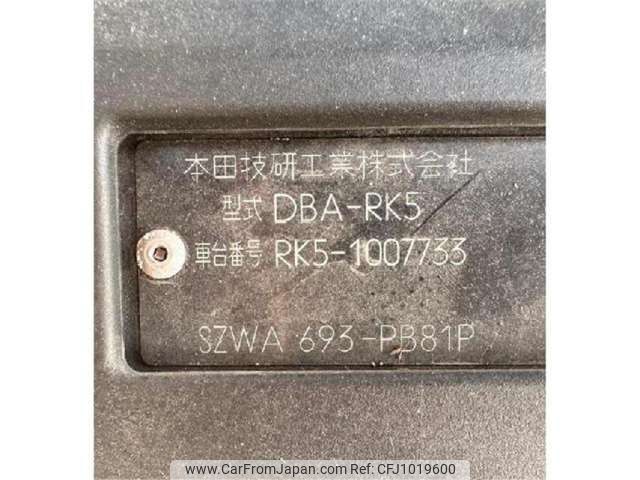 本田技研工業株式会社
型式 DBA-RK5
車台番号 RK5-1007733
SZWA 693-PB81P
www.CarFromJapan.com | Ref:CFJ1019600